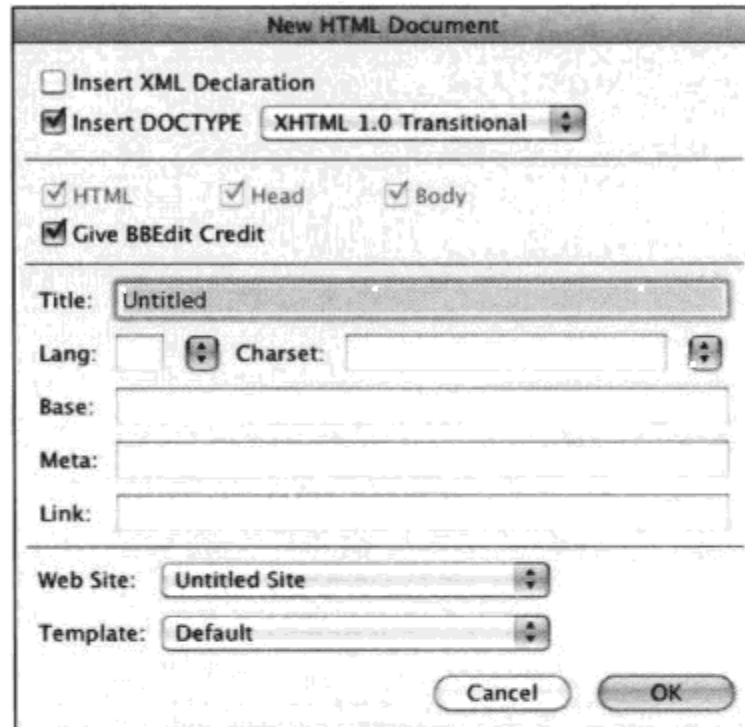 New HTML Document
Insert XML Declaration
Insert DOCTYPE XHTML 1.0 Transitional
HTML Head Body
Give BBEdit Credit
Title: Untitled
Lang: Charset:
Base:
Meta:
Link:
Web Site: Untitled Site
Template: Default
Cancel OK